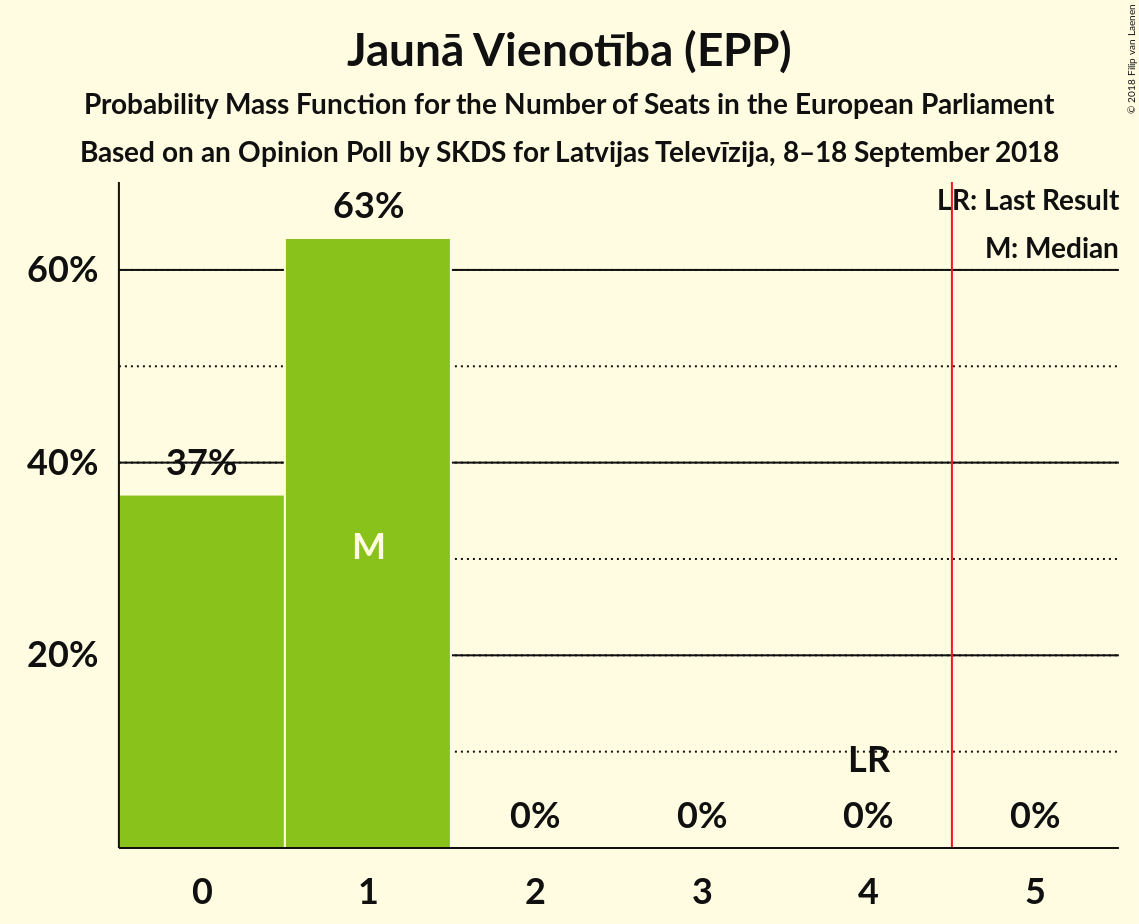 Jaunā Vienotība (EPP)
Probability Mass Function for the Number of Seats in the European Parliament
Based on an Opinion Poll by SKDS for Latvijas Televīzija, 8–18 September 2018
© 2018 Filip van Laenen
LR: Last Result
M: Median
63%
60%
37%
40%
M
20%
LR
0%
0%
0%
0%
0
1
2
3
4
5